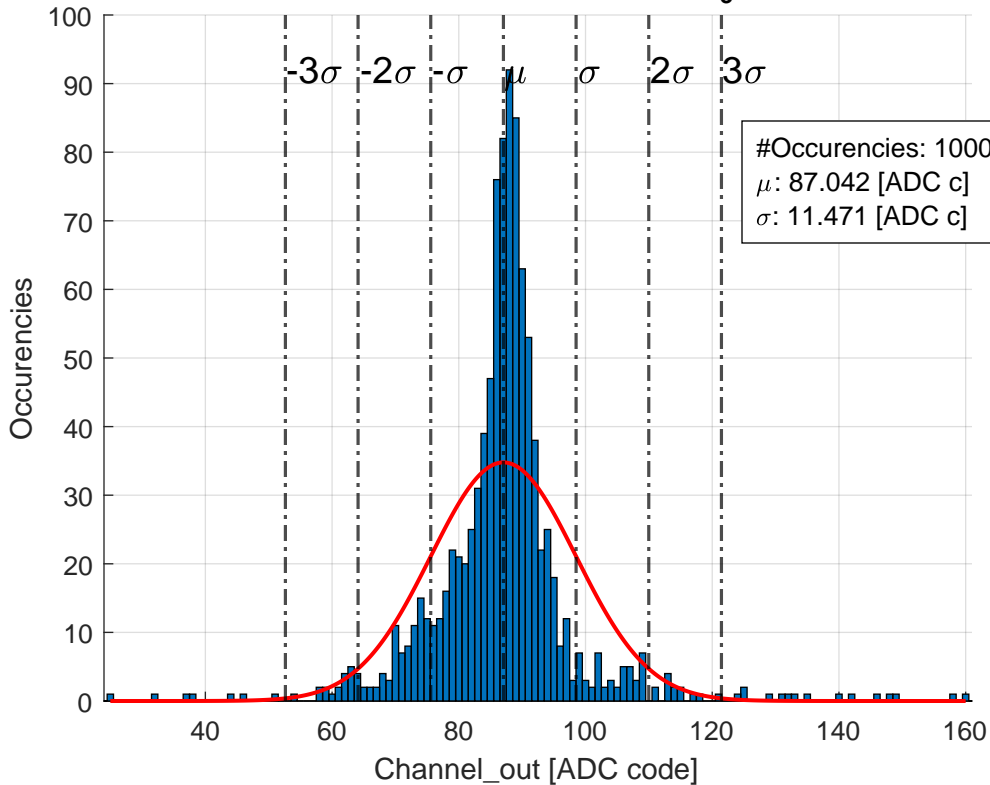 100
90
80
70
60
50
40
30
20
10
0
Occurencies
-3σ -2σ -σ μ σ 2σ 3σ
#Occurencies: 1000
μ: 87.042 [ADC c]
σ: 11.471 [ADC c]
40 60 80 100 120 140 160
Channel_out [ADC code]